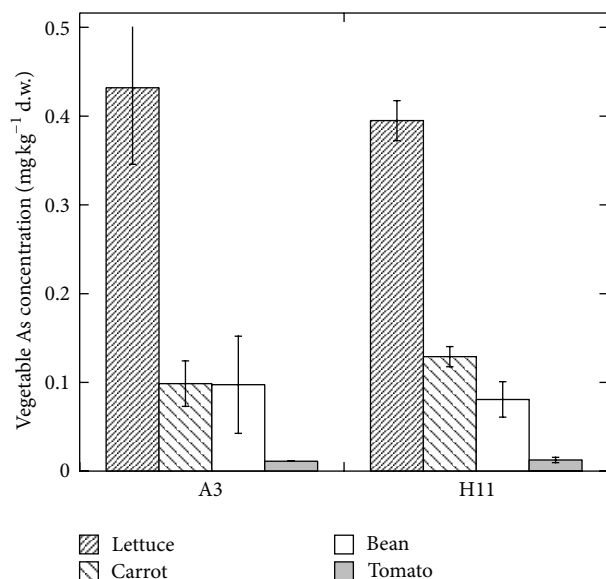 Vegetable As concentration (mg kg⁻¹ d.w.)
0.5
0.4
0.3
0.2
0.1
0
A3 H11
Lettuce Bean
Carrot Tomato